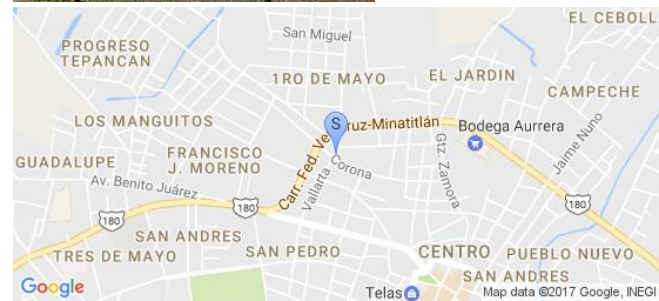 EL CEBOLL
San Miguel
PROGRESO
TEPANCAN
1RO DE MAYO
EL JARDIN
CAMPECHE
LOS MANGUITOS
S
Carr. Fed. Ve
ruz-Minatitlán
Bodega Aurrera
Jaime Nuno
GUADALUPE
FRANCISCO
J. MORENO
Corona
Gtz. Zamora
Vallarta
Av. Benito Juárez
180
180
180
SAN ANDRES
TRES DE MAYO
SAN PEDRO
CENTRO
PUEBLO NUEVO
SAN ANDRES
Telas
Google
Map data ©2017 Google, INEGI